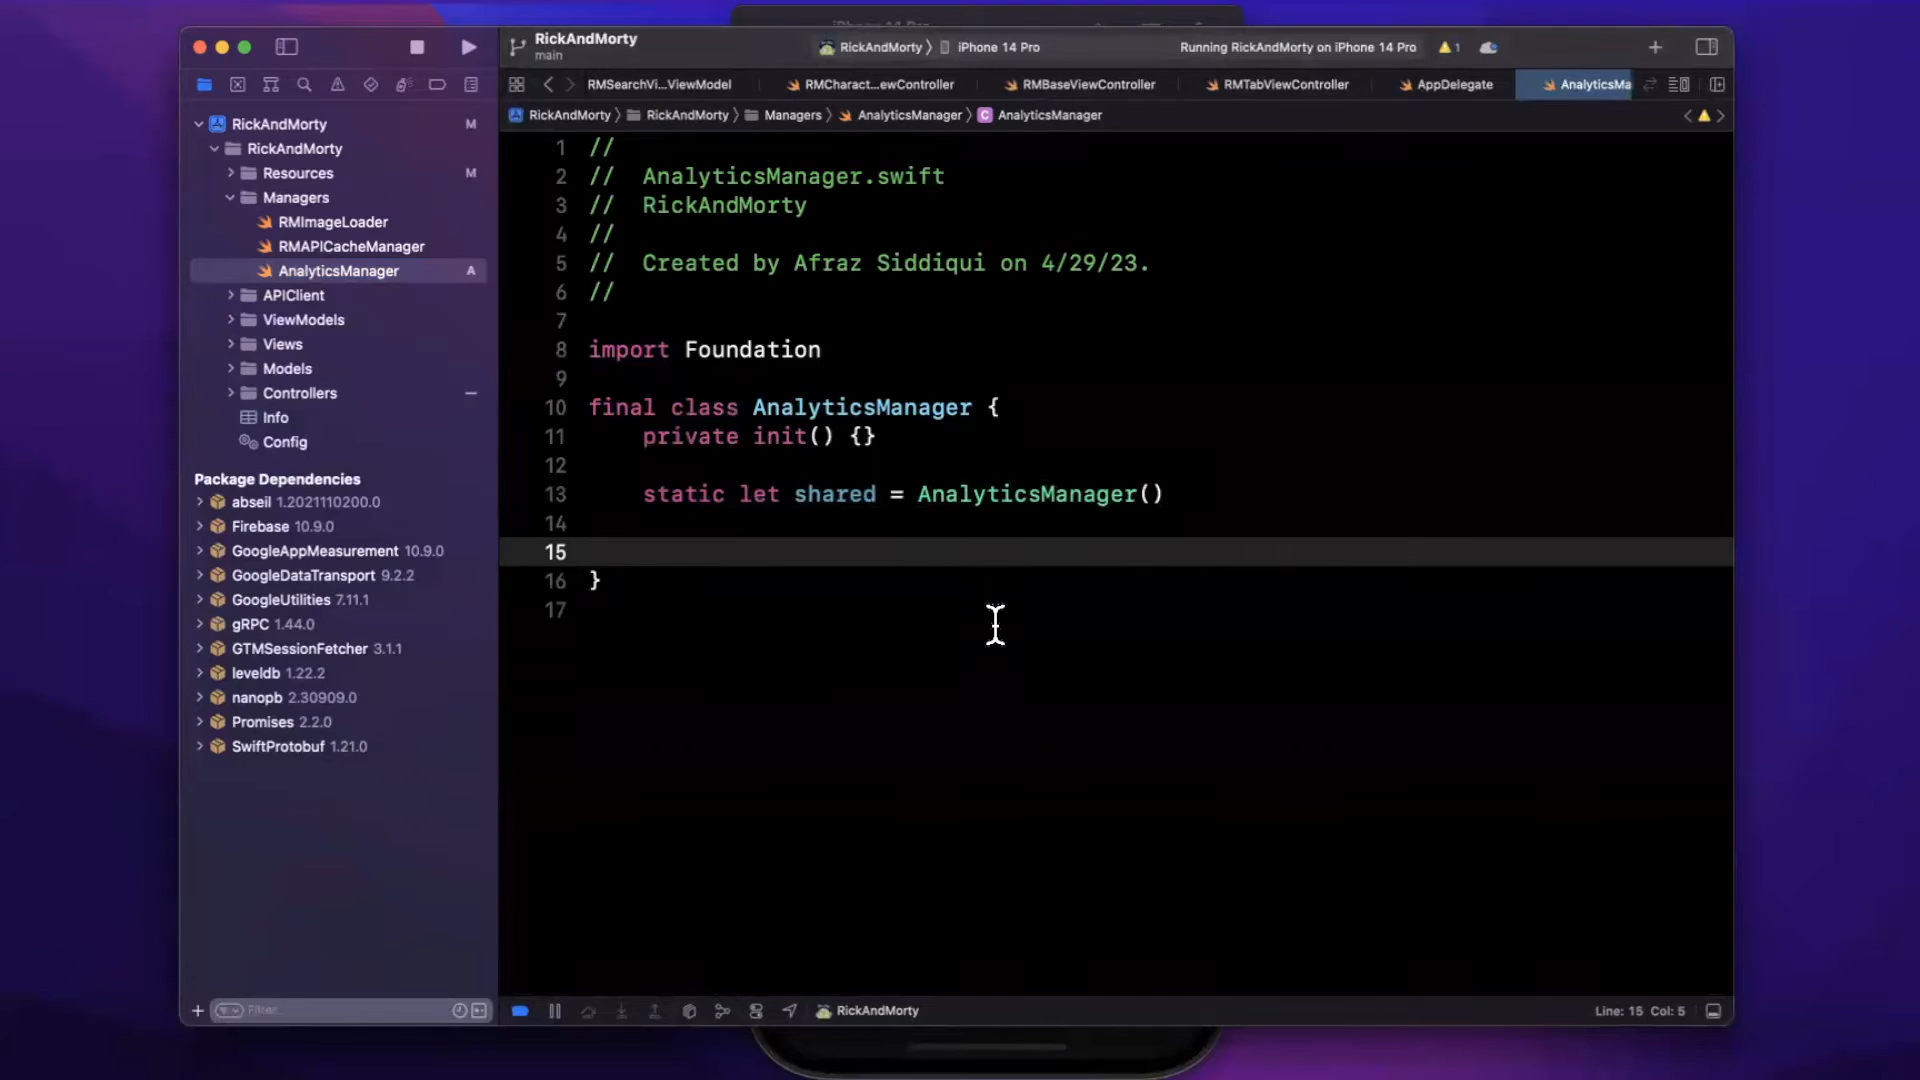 RickAndMorty
main
RickAndMorty
iPhone 14 Pro
Running RickAndMorty on iPhone 14 Pro
1
RMSearchVi...ViewModel
RMCharact...ewController
RMBaseViewController
RMTabViewController
AppDelegate
AnalyticsMa
RickAndMorty
RickAndMorty
Managers
AnalyticsManager
C
AnalyticsManager
RickAndMorty M
RickAndMorty
Resources M
Managers
RMImageLoader
RMAPICacheManager
AnalyticsManager A
APIClient
ViewModels
Views
Models
Controllers
Info
Config
Package Dependencies
abseil 1.2021110200.0
Firebase 10.9.0
GoogleAppMeasurement 10.9.0
GoogleDataTransport 9.2.2
GoogleUtilities 7.11.1
gRPC 1.44.0
GTMSessionFetcher 3.1.1
leveldb 1.22.2
nanopb 2.30909.0
Promises 2.2.0
SwiftProtobuf 1.21.0
Filter
1 //
2 // AnalyticsManager.swift
3 // RickAndMorty
4 //
5 // Created by Afraz Siddiqui on 4/29/23.
6 //
7
8 import Foundation
9
10 final class AnalyticsManager {
11 private init() {}
12
13 static let shared = AnalyticsManager()
14
15
16 }
17
RickAndMorty
Line: 15 Col: 5